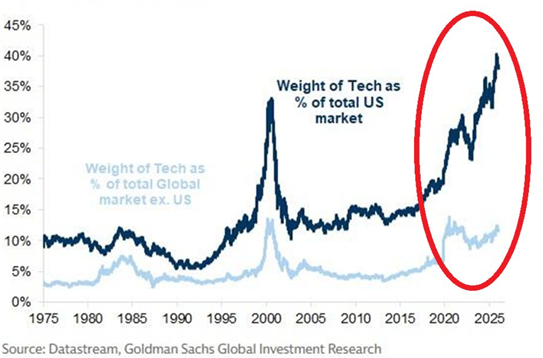 45%
40%
35%
30%
25%
20%
15%
10%
5%
0%
Weight of Tech as
% of total US
market
Weight of Tech as
% of total Global
market ex. US
1975 1980 1985 1990 1995 2000 2005 2010 2015 2020 2025
Source: Datastream, Goldman Sachs Global Investment Research